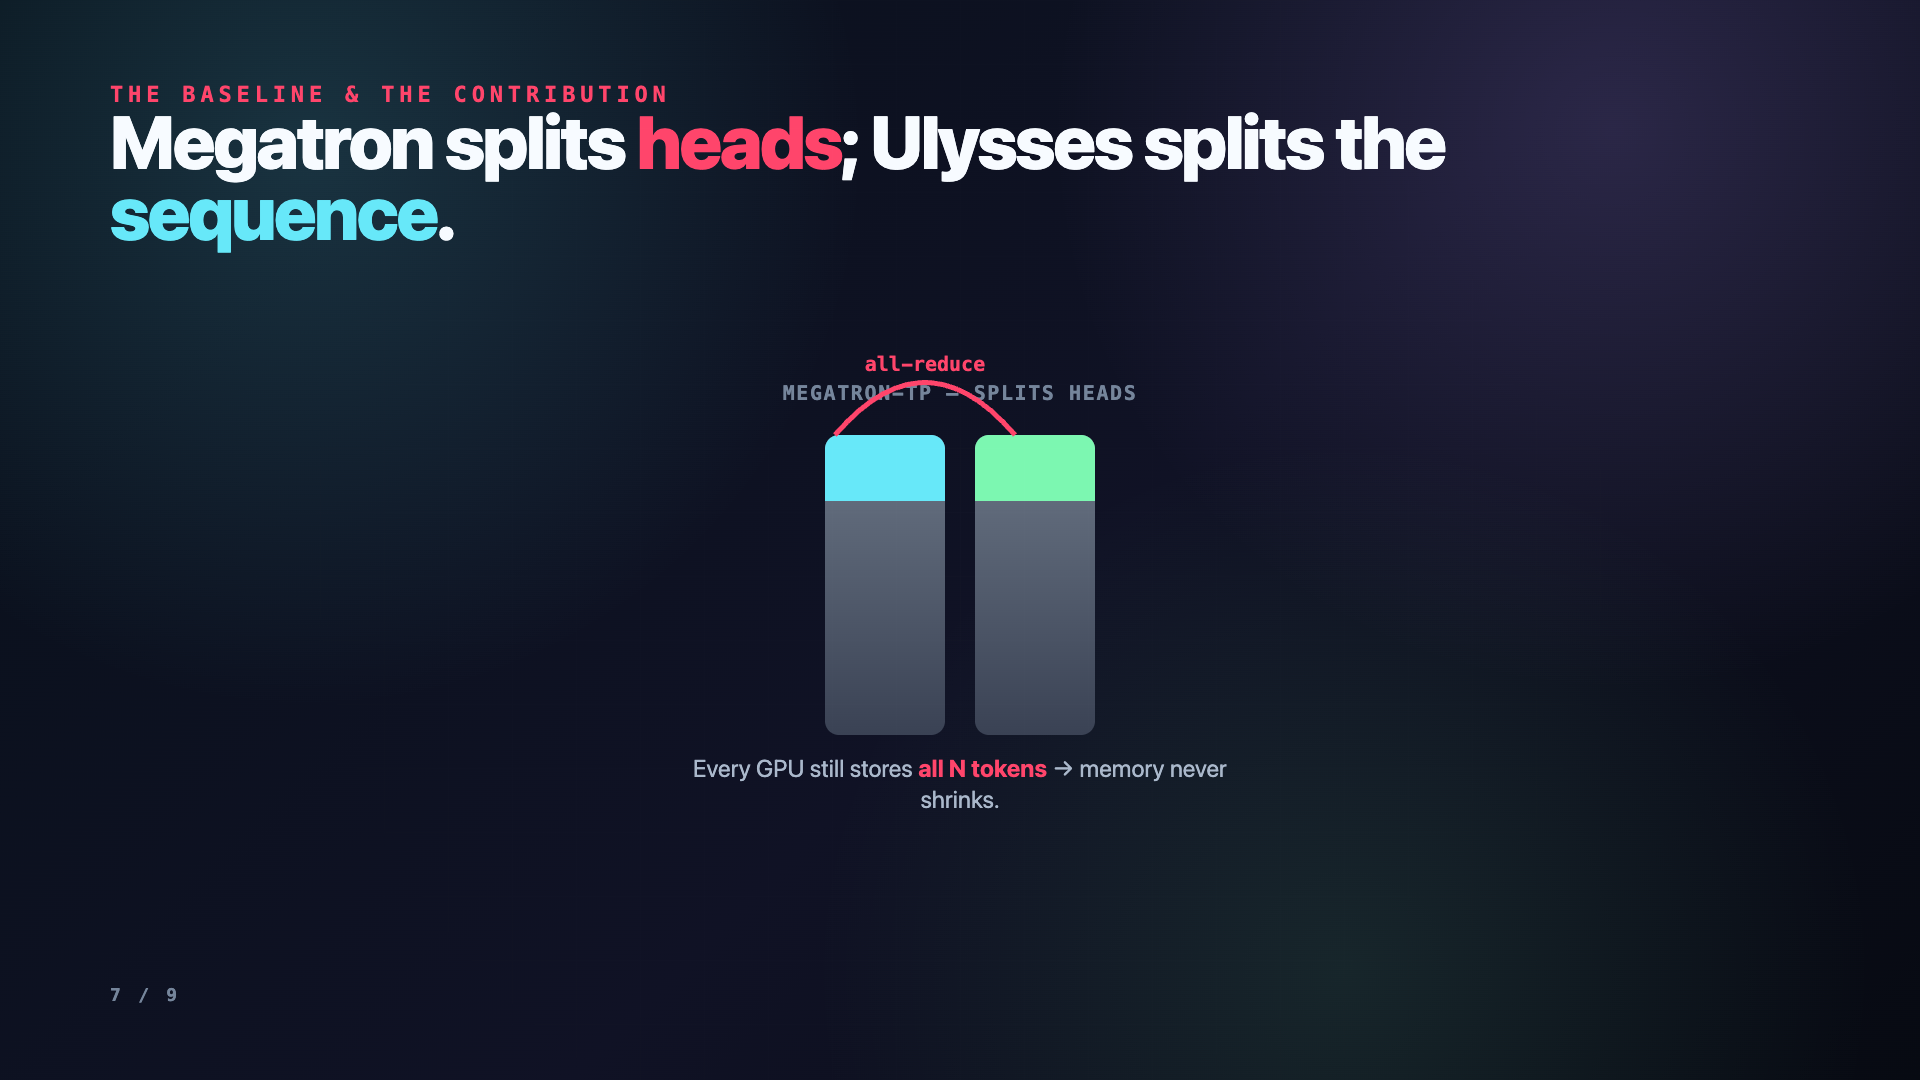 THE BASELINE & THE CONTRIBUTION
Megatron splits heads; Ulysses splits the
sequence.
all-reduce
MEGATRON-TP — SPLITS HEADS
Every GPU still stores all N tokens → memory never
shrinks.
7 / 9